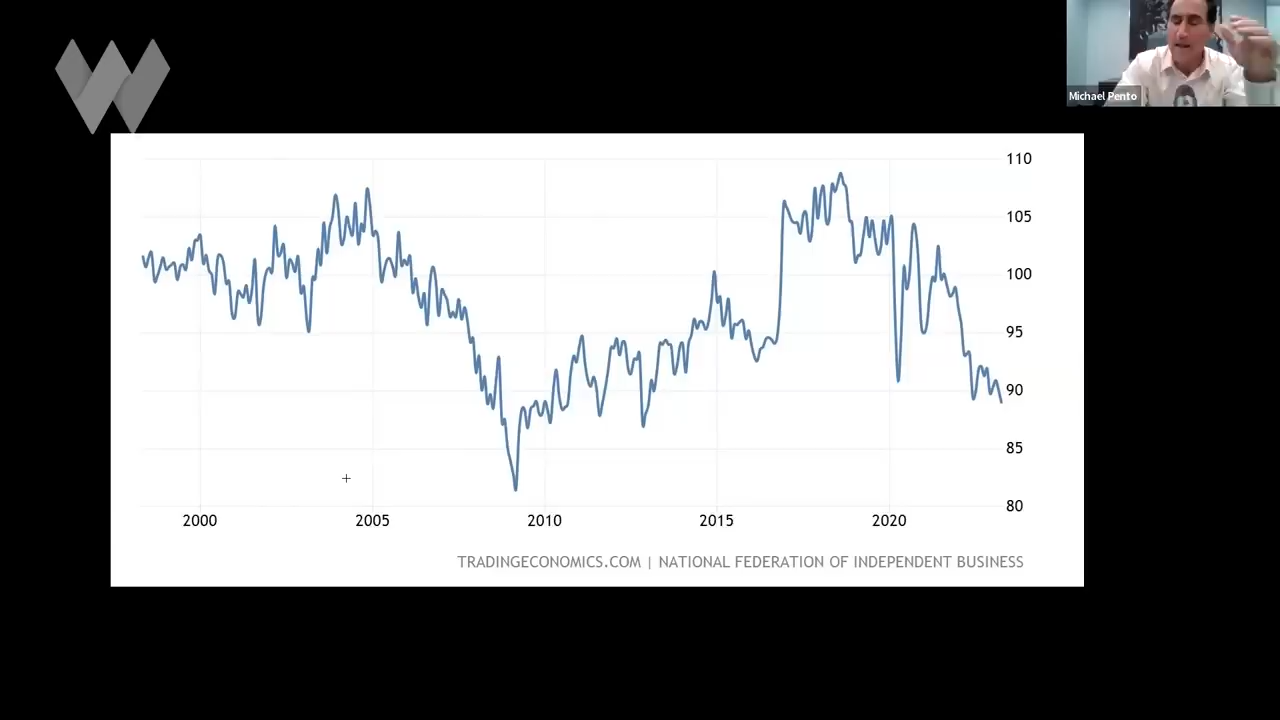 Michael Pento
110
105
100
95
90
85
80
2000 2005 2010 2015 2020
TRADINGECONOMICS.COM | NATIONAL FEDERATION OF INDEPENDENT BUSINESS